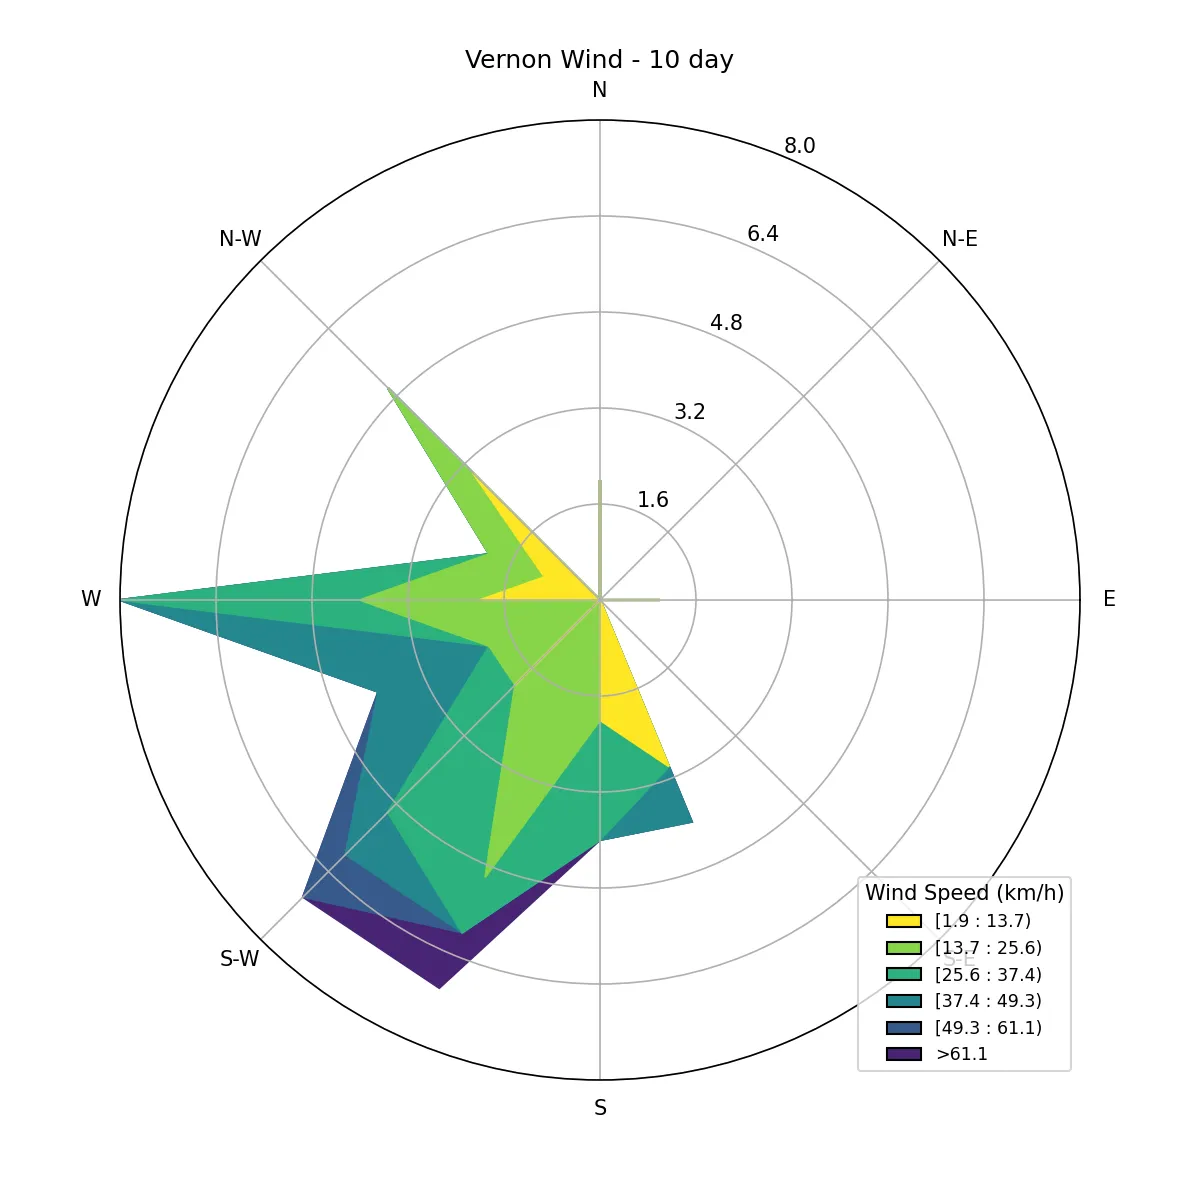 Vernon Wind - 10 day
N
8.0
6.4
N-W
N-E
4.8
3.2
1.6
W
E
S-W
S-E
S
Wind Speed (km/h)
[1.9 : 13.7)
[13.7 : 25.6)
[25.6 : 37.4)
[37.4 : 49.3)
[49.3 : 61.1)
>61.1